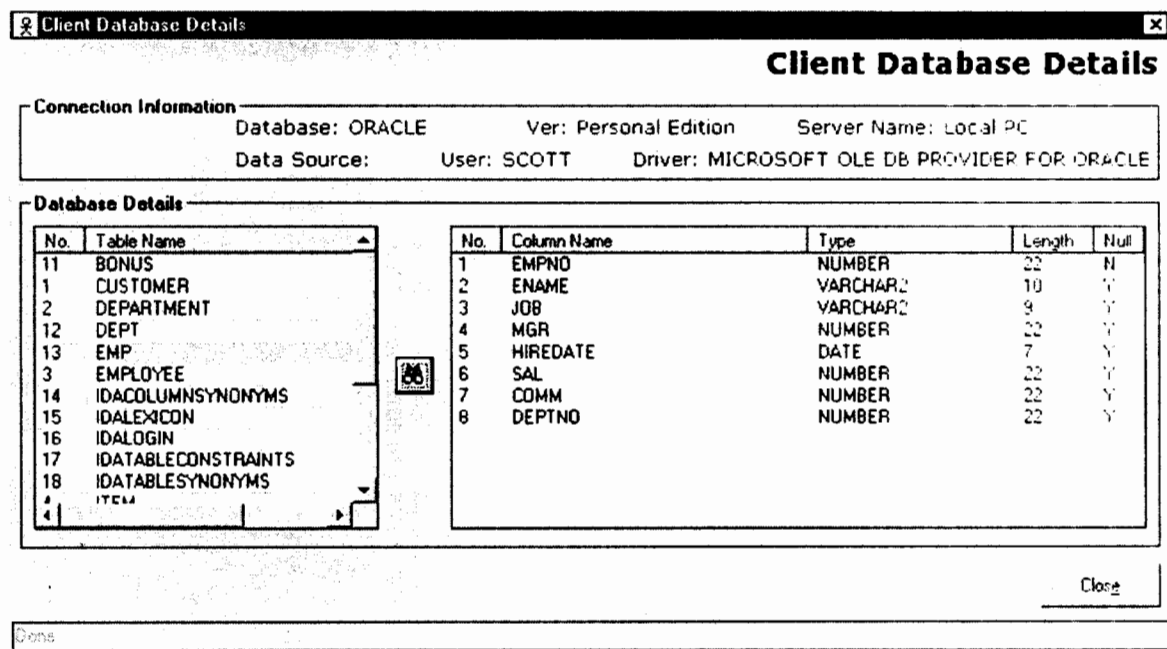 Client Database Details
Client Database Details
Connection Information
Database: ORACLE Ver: Personal Edition Server Name: Local PC
Data Source: User: SCOTT Driver: MICROSOFT OLE DB PROVIDER FOR ORACLE
Database Details
No. Table Name
11 BONUS
1 CUSTOMER
2 DEPARTMENT
12 DEPT
13 EMP
3 EMPLOYEE
14 IDACOLUMNSYNONYMS
15 IDALEXICON
16 IDALOGIN
17 IDATABLECONSTRAINTS
18 IDATABLESYNONYMS
4 ITEM
No. Column Name Type Length Null
1 EMPNO NUMBER 22 N
2 ENAME VARCHAR2 10 Y
3 JOB VARCHAR2 9 Y
4 MGR NUMBER 22 Y
5 HIREDATE DATE 7 Y
6 SAL NUMBER 22 Y
7 COMM NUMBER 22 Y
8 DEPTNO NUMBER 22 Y
Close
Done